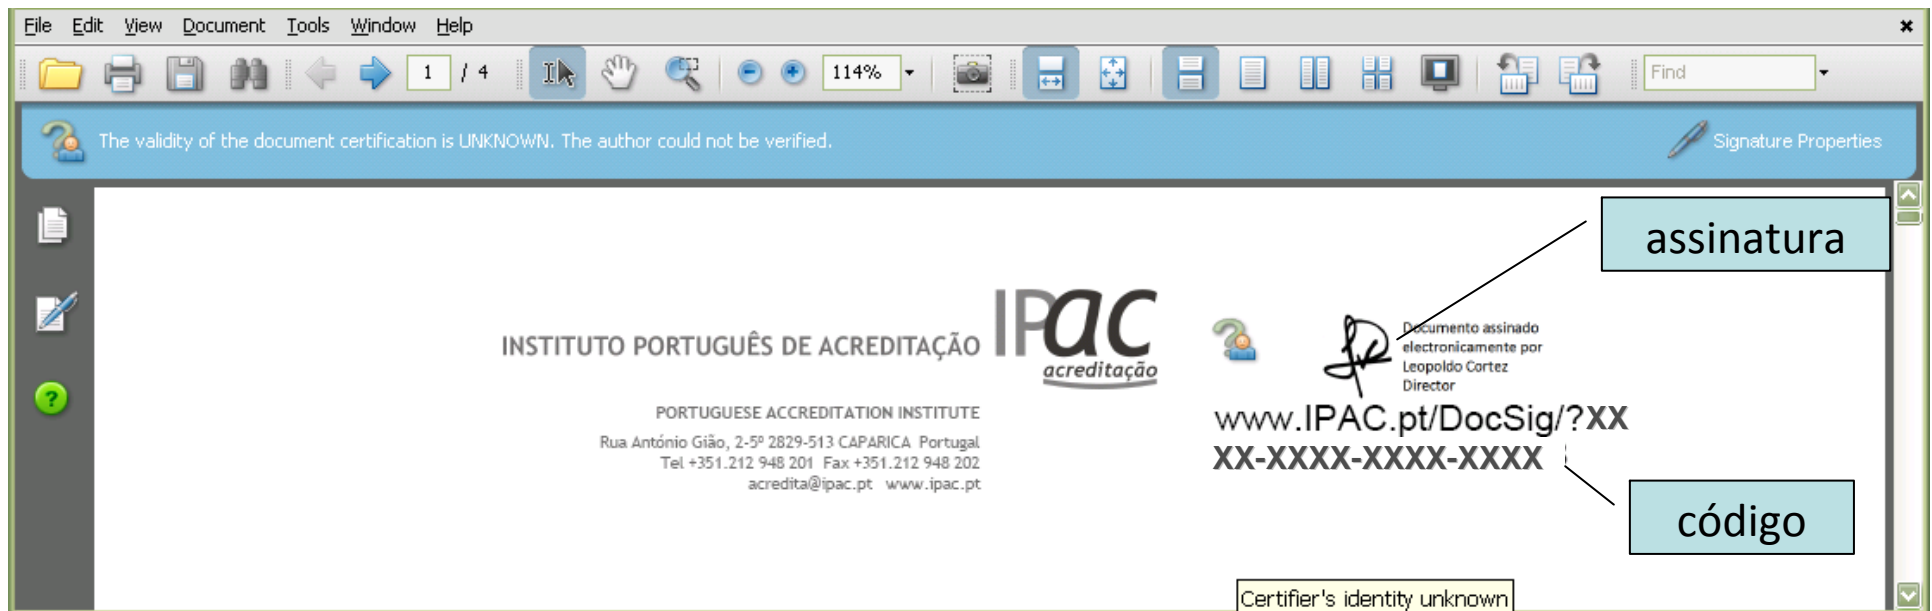 File Edit View Document Tools Window Help
1 / 4 114% Find
The validity of the document certification is UNKNOWN. The author could not be verified.
Signature Properties
assinatura
INSTITUTO PORTUGUÊS DE ACREDITAÇÃO
IPac
acreditação
Documento assinado
electronicamente por
Leopoldo Cortez
Director
PORTUGUESE ACCREDITATION INSTITUTE
Rua António Gião, 2-5º 2829-513 CAPARICA Portugal
Tel +351.212 948 201 Fax +351.212 948 202
acredita@ipac.pt www.ipac.pt
www.IPAC.pt/DocSig/?XX
XX-XXXX-XXXX-XXXX
código
Certifier's identity unknown